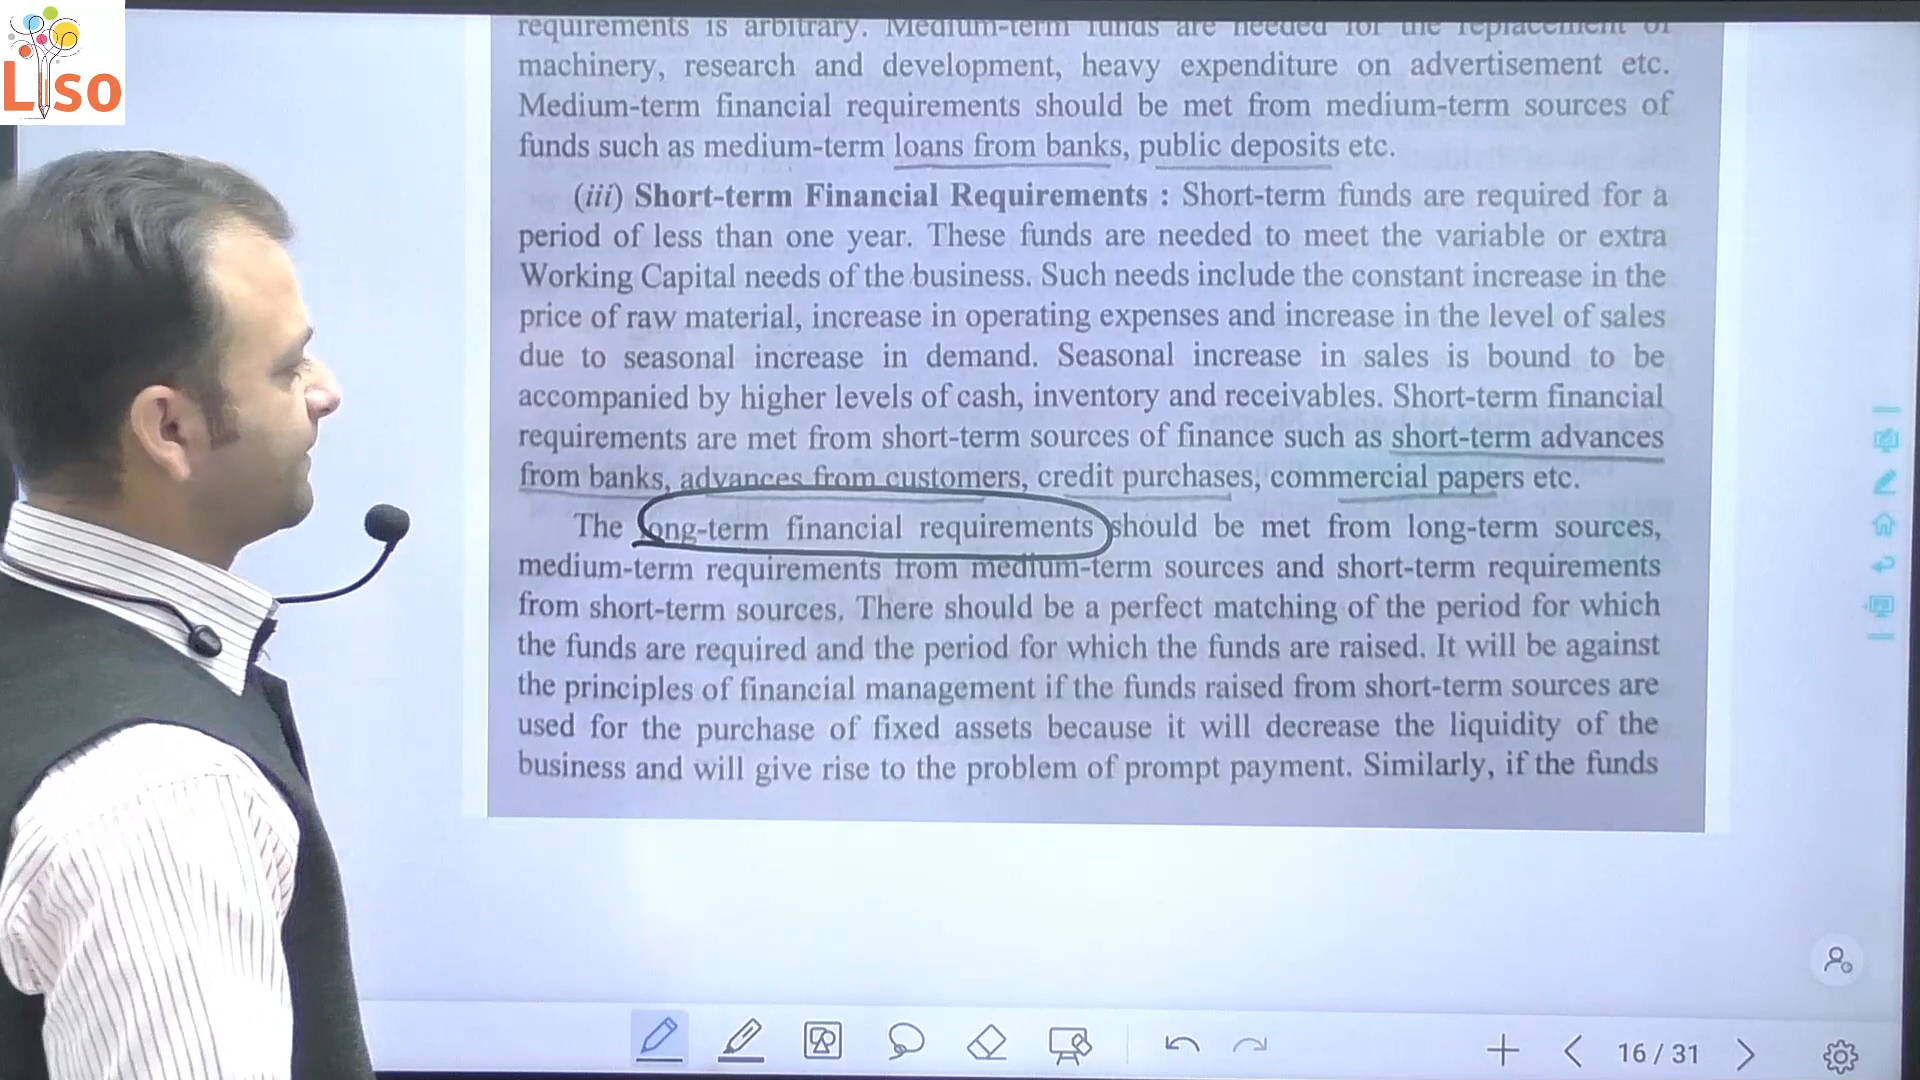 Liso
requirements is arbitrary. Medium-term funds are needed for the replacement of
machinery, research and development, heavy expenditure on advertisement etc.
Medium-term financial requirements should be met from medium-term sources of
funds such as medium-term loans from banks, public deposits etc.
(iii) Short-term Financial Requirements : Short-term funds are required for a
period of less than one year. These funds are needed to meet the variable or extra
Working Capital needs of the business. Such needs include the constant increase in the
price of raw material, increase in operating expenses and increase in the level of sales
due to seasonal increase in demand. Seasonal increase in sales is bound to be
accompanied by higher levels of cash, inventory and receivables. Short-term financial
requirements are met from short-term sources of finance such as short-term advances
from banks, advances from customers, credit purchases, commercial papers etc.
The long-term financial requirements should be met from long-term sources,
medium-term requirements from medium-term sources and short-term requirements
from short-term sources. There should be a perfect matching of the period for which
the funds are required and the period for which the funds are raised. It will be against
the principles of financial management if the funds raised from short-term sources are
used for the purchase of fixed assets because it will decrease the liquidity of the
business and will give rise to the problem of prompt payment. Similarly, if the funds
16 / 31